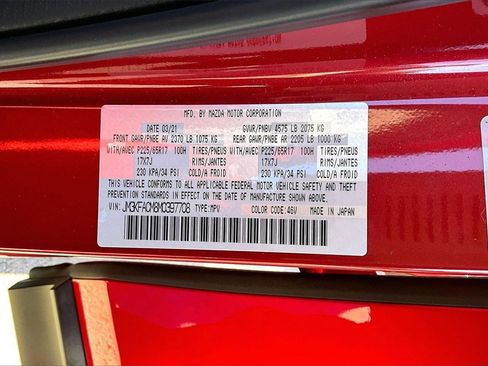 MFD. BY MAZDA MOTOR CORPORATION
DATE 03/21 GVWR/PNBV 4575 LB 2075 KG
FRONT GAWR/PNBE AV 2370 LB 1075 KG REAR GAWR/PNBE AR 2205 LB 1000 KG
WITH/AVEC P225/65R17 100H TIRES/PNEUS WITH/AVEC P225/65R17 100H TIRES/PNEUS
17X7J RIMS/JANTES 17X7J RIMS/JANTES
230 KPA/34 PSI COLD/A FROID 230 KPA/34 PSI COLD/A FROID
THIS VEHICLE CONFORMS TO ALL APPLICABLE FEDERAL MOTOR VEHICLE SAFETY AND THEFT PREVENTION
STANDARDS IN EFFECT ON THE DATE OF MANUFACTURE SHOWN ABOVE.
VIN: JM3KFACM8M0397708 TYPE: MPV COLOR CODE: 46V MADE IN JAPAN